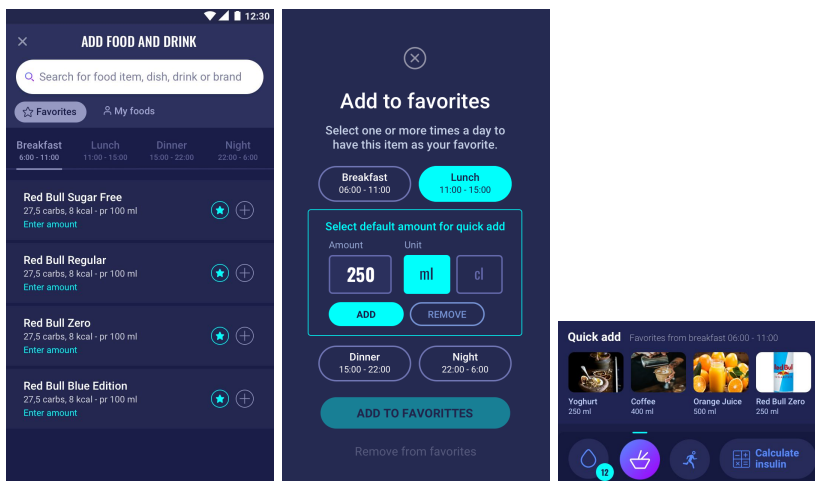 12:30
ADD FOOD AND DRINK
Search for food item, dish, drink or brand
Favorites
My foods
Breakfast
6:00 - 11:00
Lunch
11:00 - 15:00
Dinner
15:00 - 22:00
Night
22:00 - 6:00
Red Bull Sugar Free
27,5 carbs, 8 kcal - pr 100 ml
Enter amount
Red Bull Regular
27,5 carbs, 8 kcal - pr 100 ml
Enter amount
Red Bull Zero
27,5 carbs, 8 kcal - pr 100 ml
Enter amount
Red Bull Blue Edition
27,5 carbs, 8 kcal - pr 100 ml
Enter amount
Add to favorites
Select one or more times a day to
have this item as your favorite.
Breakfast
06:00 - 11:00
Lunch
11:00 - 15:00
Select default amount for quick add
Amount
Unit
250
ml
cl
ADD
REMOVE
Dinner
15:00 - 22:00
Night
22:00 - 6:00
ADD TO FAVORITTES
Remove from favorites
Quick add
Favorites from breakfast 06:00 - 11:00
RedBul
Yoghurt
250 ml
Coffee
400 ml
Orange Juice
500 ml
Red Bull Zero
250 ml
12
Calculate
insulin